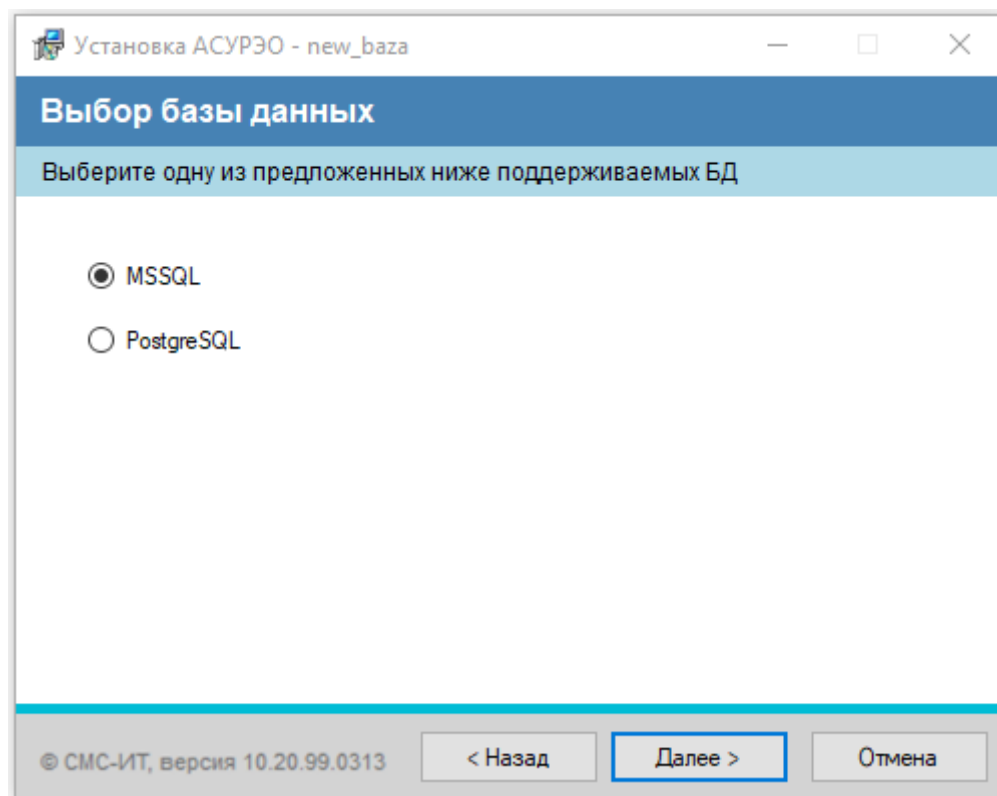 Установка АСУРЭО - new_baza
Выбор базы данных
Выберите одну из предложенных ниже поддерживаемых БД
MSSQL
PostgreSQL
© СМС-ИТ, версия 10.20.99.0313
< Назад
Далее >
Отмена